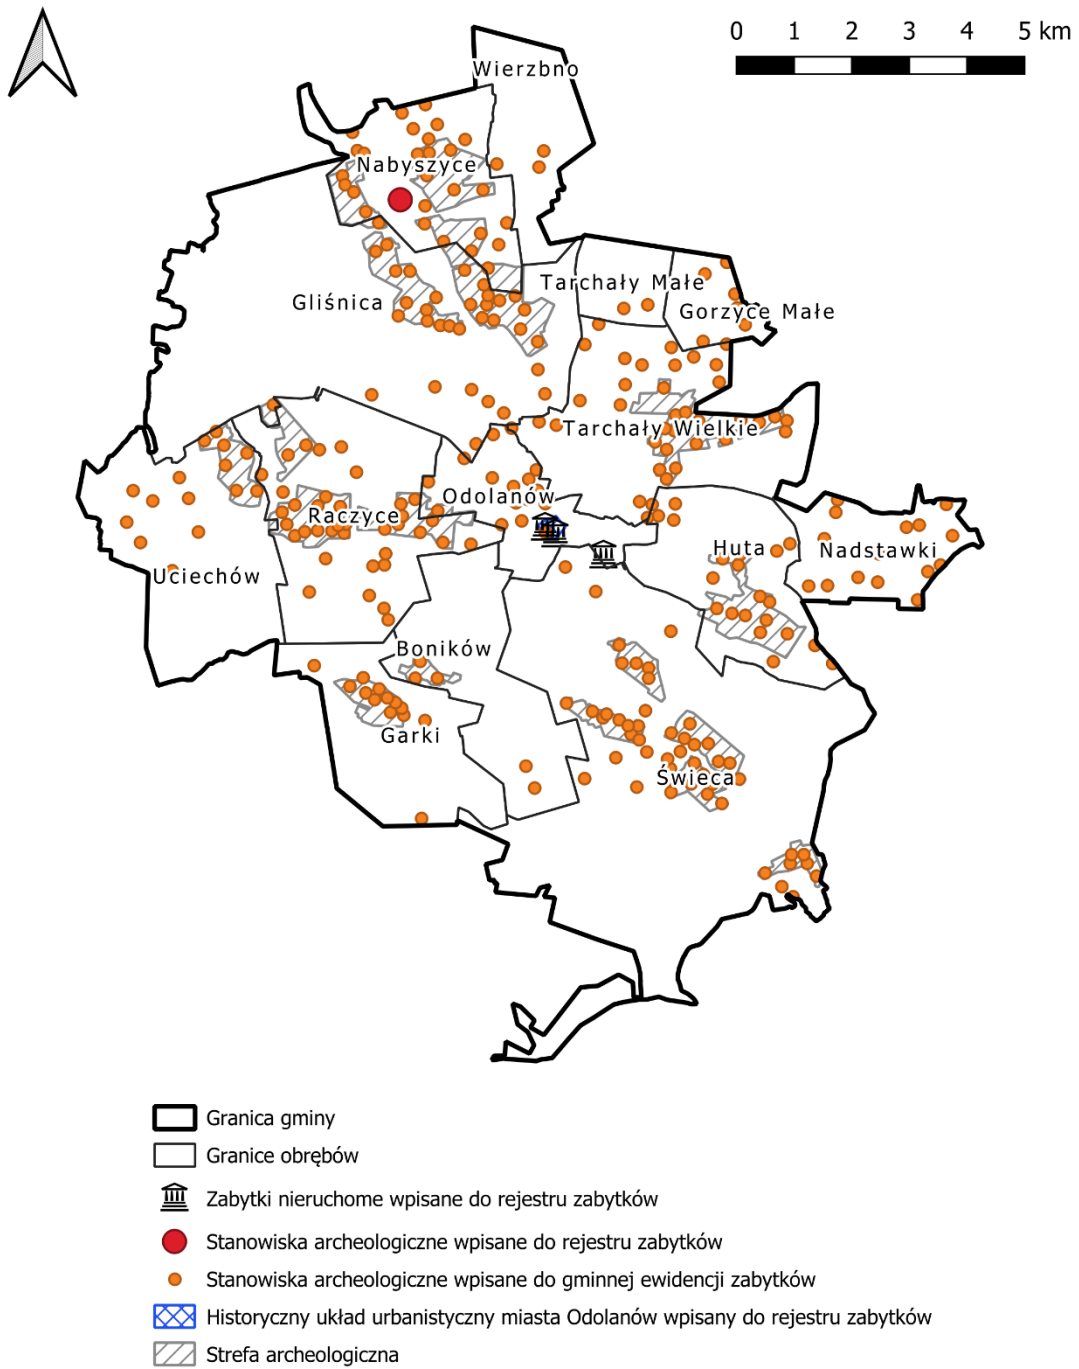 0 1 2 3 4 5 km
Wierzbno
Nabyszyce
Tarchały Małe
Gliśnica
Gorzyce Małe
Tarchały Wielkie
Odolanów
Raczyce
Huta
Nadstawki
Uciechów
Boników
Garki
Świeca
Granica gminy
Granice obrębów
Zabytki nieruchome wpisane do rejestru zabytków
Stanowiska archeologiczne wpisane do rejestru zabytków
Stanowiska archeologiczne wpisane do gminnej ewidencji zabytków
Historyczny układ urbanistyczny miasta Odolanów wpisany do rejestru zabytków
Strefa archeologiczna